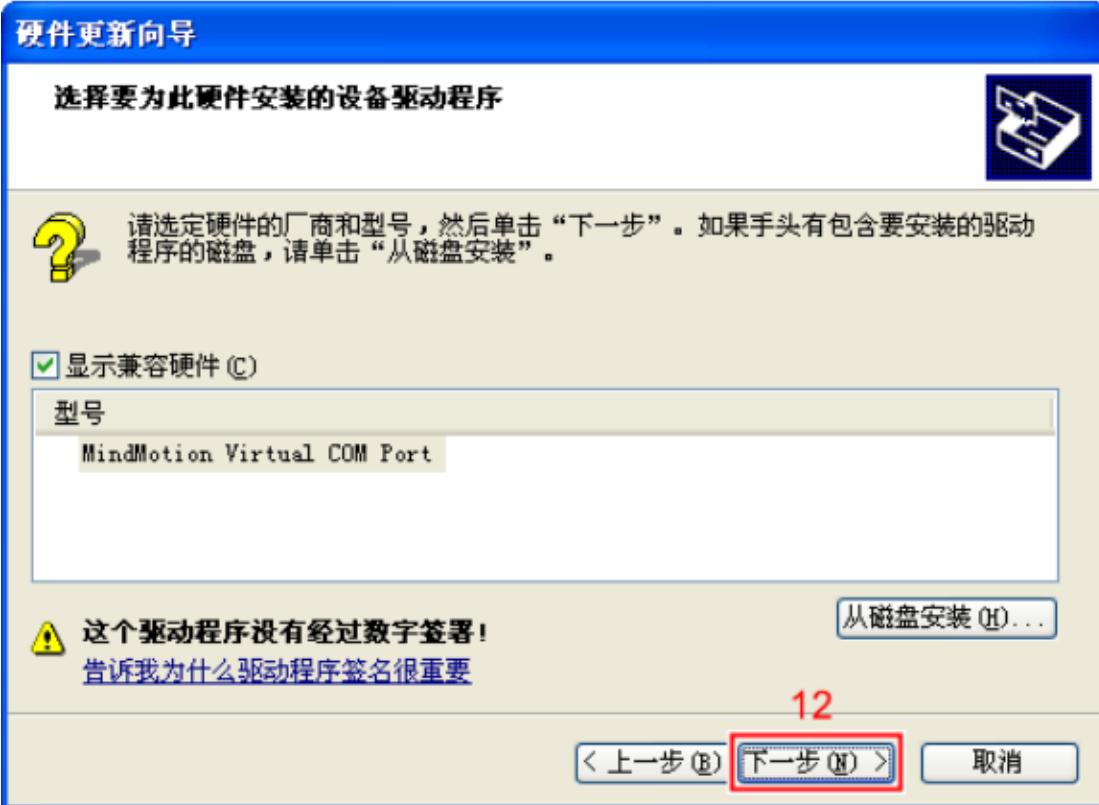 硬件更新向导
选择要为此硬件安装的设备驱动程序
请选定硬件的厂商和型号，然后单击“下一步”。如果手头有包含要安装的驱动
程序的磁盘，请单击“从磁盘安装”。
显示兼容硬件(C)
型号
MindMotion Virtual COM Port
从磁盘安装(H)...
这个驱动程序没有经过数字签署！
告诉我为什么驱动程序签名很重要
12
< 上一步(B) 下一步(N) > 取消